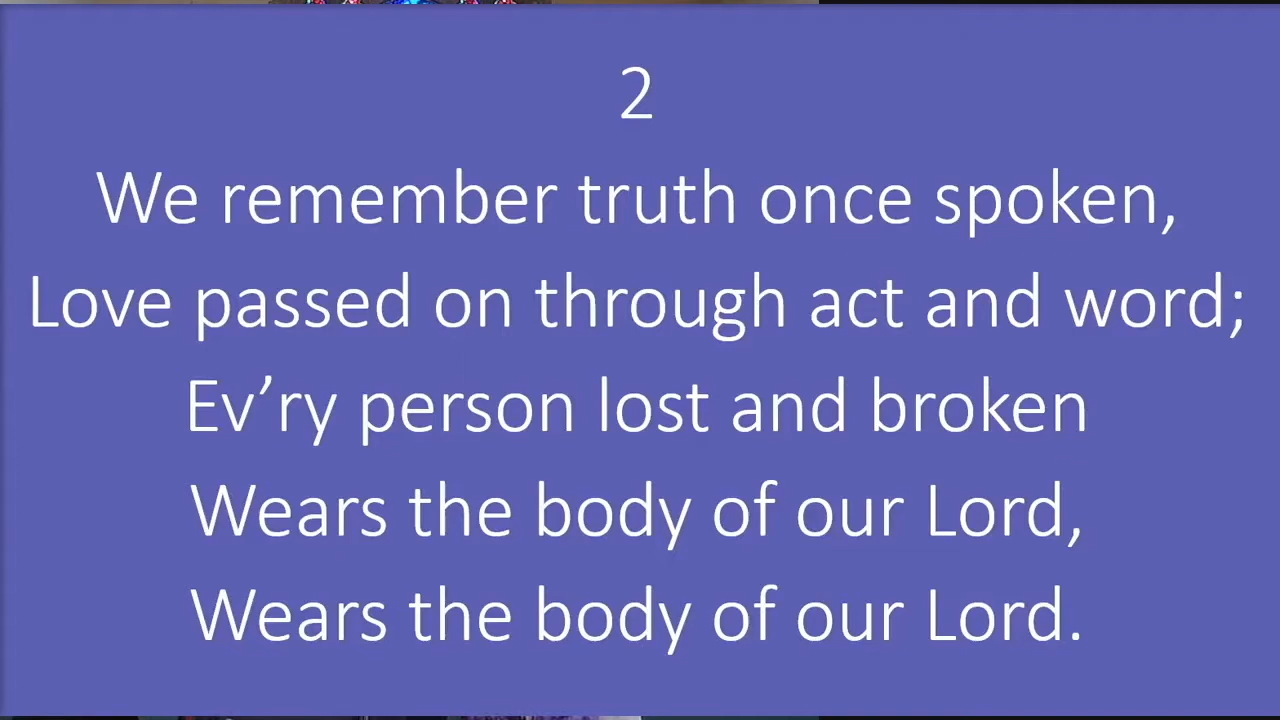 2
We remember truth once spoken,
Love passed on through act and word;
Ev’ry person lost and broken
Wears the body of our Lord,
Wears the body of our Lord.